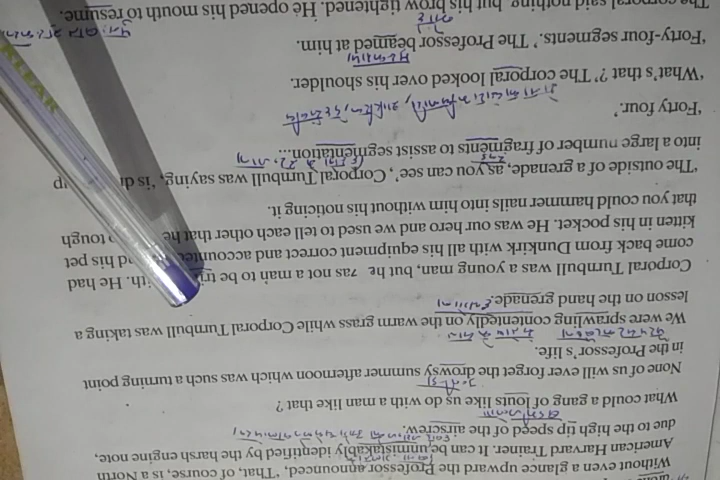 Without even a glance upward the Professor announced, 'That, of course, is a North
American Harvard Trainer. It can be unmistakably identified by the harsh engine note,
due to the high tip speed of the airscrew.'
What could a gang of louts like us do with a man like that ?
None of us will ever forget the drowsy summer afternoon which was such a turning point
in the Professor's life.
We were sprawling contentedly on the warm grass while Corporal Turnbull was taking a
lesson on the hand grenade.
Corporal Turnbull was a young man, but he was not a man to be with. He had
come back from Dunkirk with all his equipment correct and and his pet
kitten in his pocket. He was our hero and we used to tell each other that he tough
that you could hammer nails into him without his noticing it.
'The outside of a grenade, as you can see', Corporal Turnbull was saying, 'is up
into a large number of fragments to assist segmentation...
'Forty four.'
'What's that ?' The corporal looked over his shoulder.
'Forty-four segments.' The Professor beamed at him.
The corporal said nothing, but his brow tightened. He opened his mouth to resume.